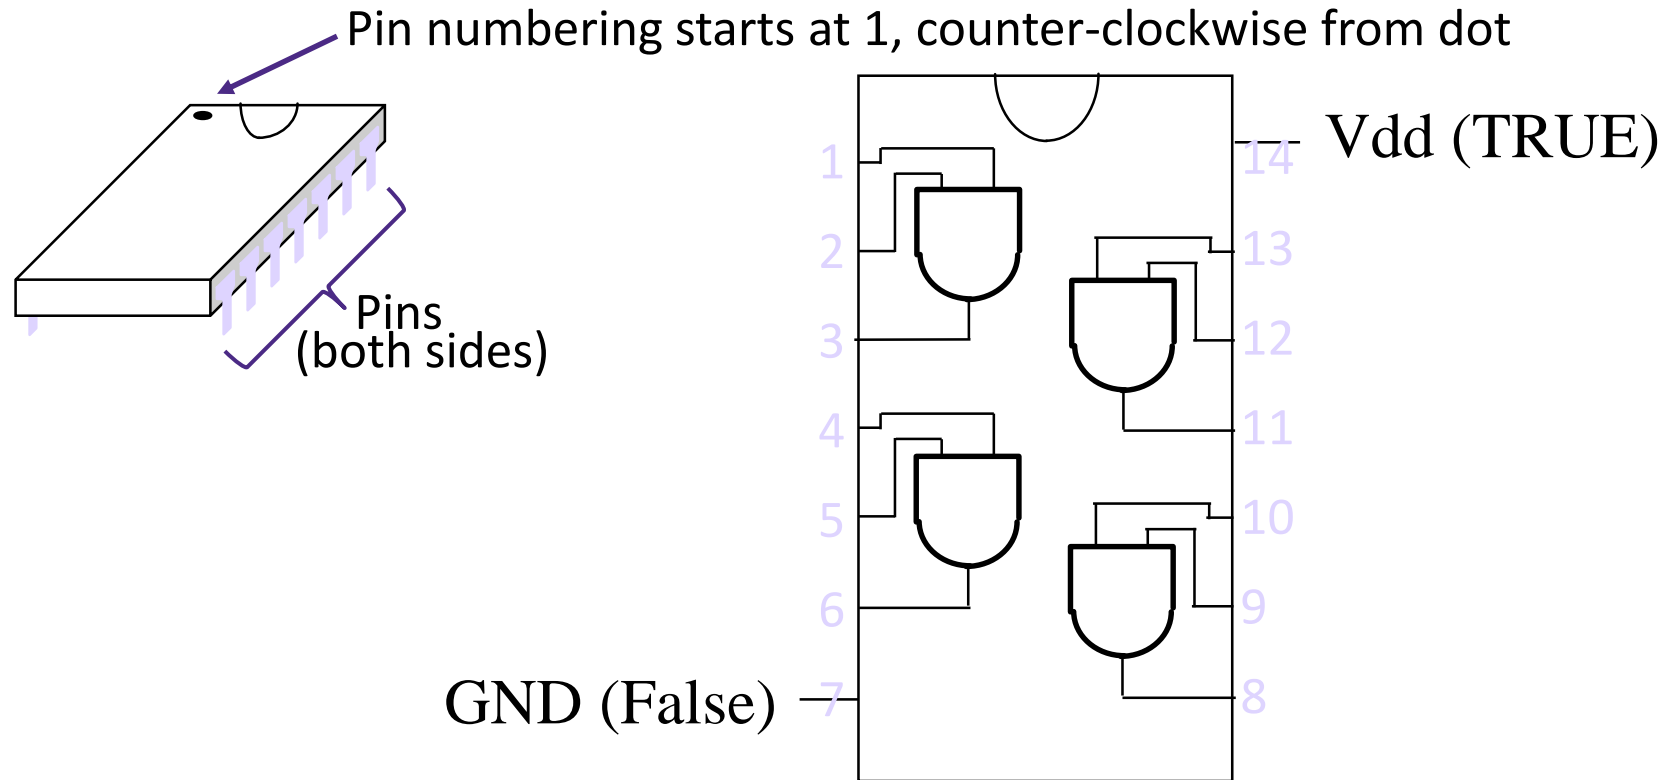 Pin numbering starts at 1, counter-clockwise from dot
Pins
(both sides)
Vdd (TRUE)
GND (False)
1
2
3
4
5
6
7
14
13
12
11
10
9
8